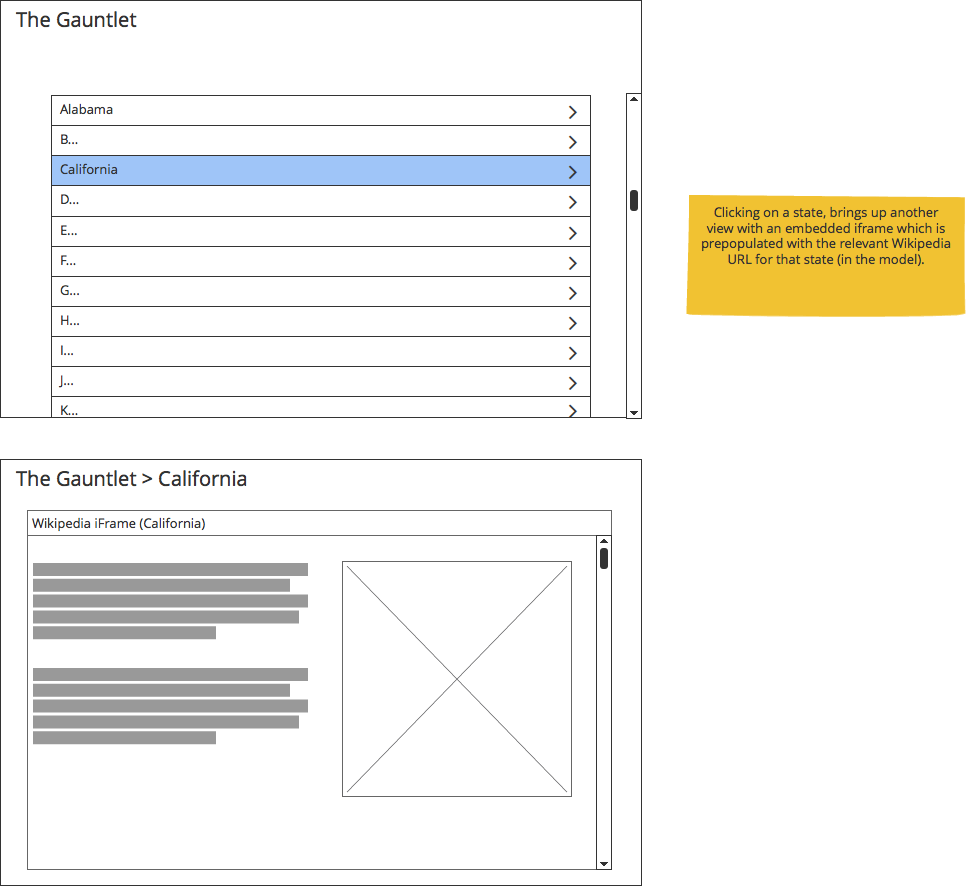 The Gauntlet
Alabama
B...
California
D...
E...
F...
G...
H...
I...
J...
K...
Clicking on a state, brings up another
view with an embedded iframe which is
prepopulated with the relevant Wikipedia
URL for that state (in the model).
The Gauntlet > California
Wikipedia iFrame (California)